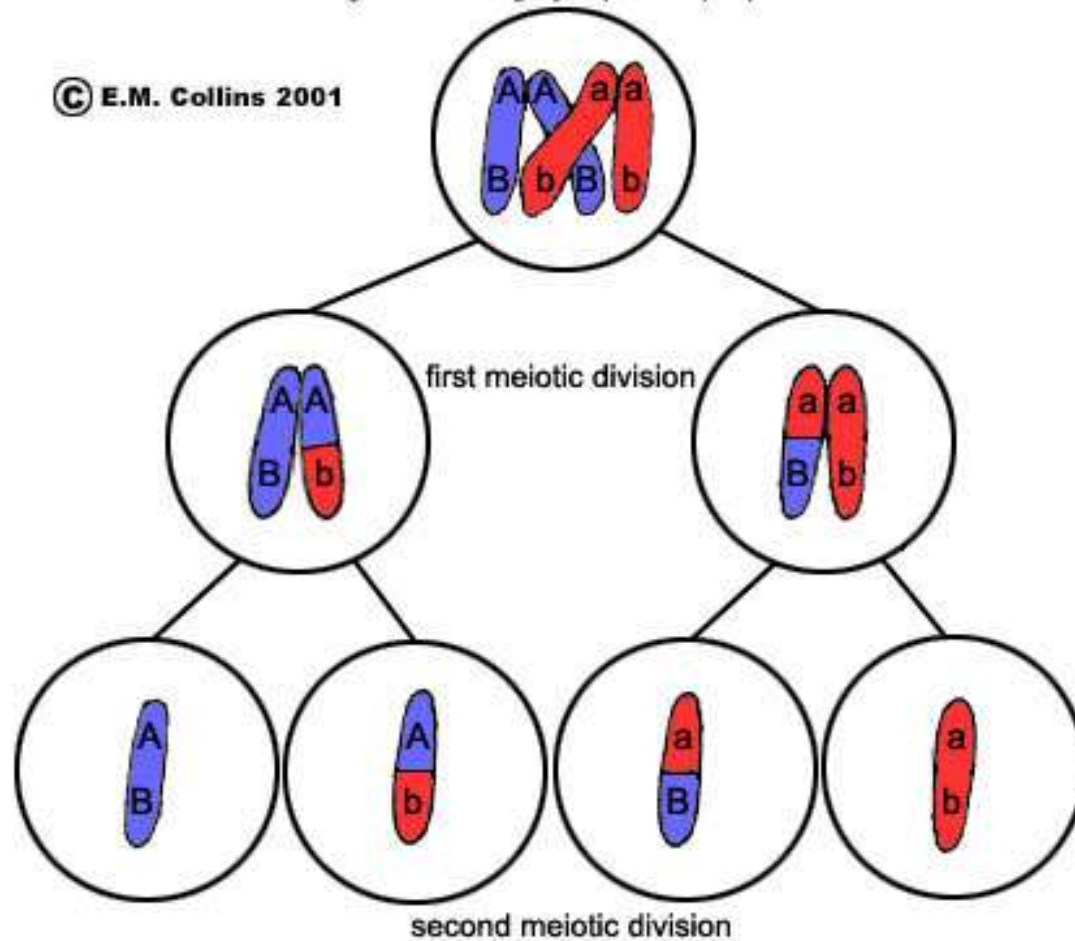 © E.M. Collins 2001
A A a a
B b B b
first meiotic division
A A
B b
a a
B b
A
B
A
b
a
B
a
b
second meiotic division